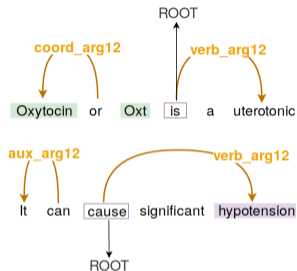 ROOT
coord_arg12 verb_arg12
Oxytocin or Oxt is a uterotonic
aux_arg12 verb_arg12
It can cause significant hypotension
ROOT